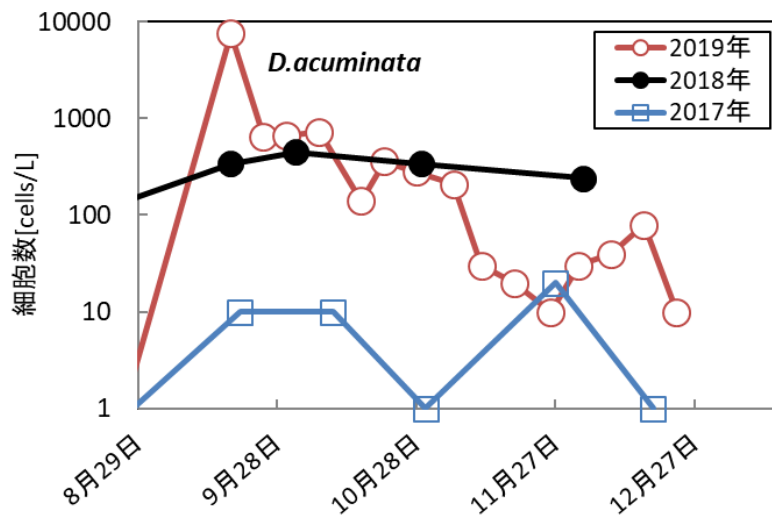 10000
1000
100
10
1
細胞数[cells/L]
D.acuminata
2019年
2018年
2017年
8月29日
9月28日
10月28日
11月27日
12月27日